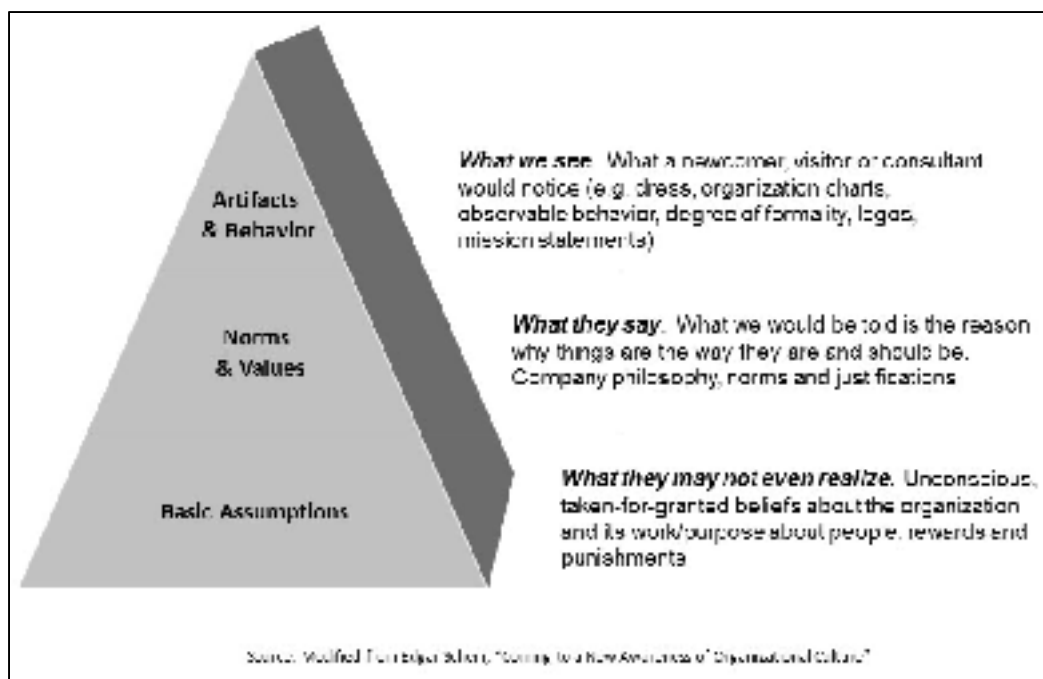 What we see. What a newcomer, visitor or consultant
would notice (e.g. dress, organization charts,
observable behavior, degree of formality, logos,
mission statements)
Artifacts
& Behavior
What they say. What we would be told is the reason
why things are the way they are and should be.
Company philosophy, norms and justifications
Norms
& Values
What they may not even realize. Unconscious,
taken-for-granted beliefs about the organization
and its work/purpose about people, rewards and
punishments
Basic Assumptions
Source: Modified from Edgar Schein, "Coming to a New Awareness of Organizational Culture"